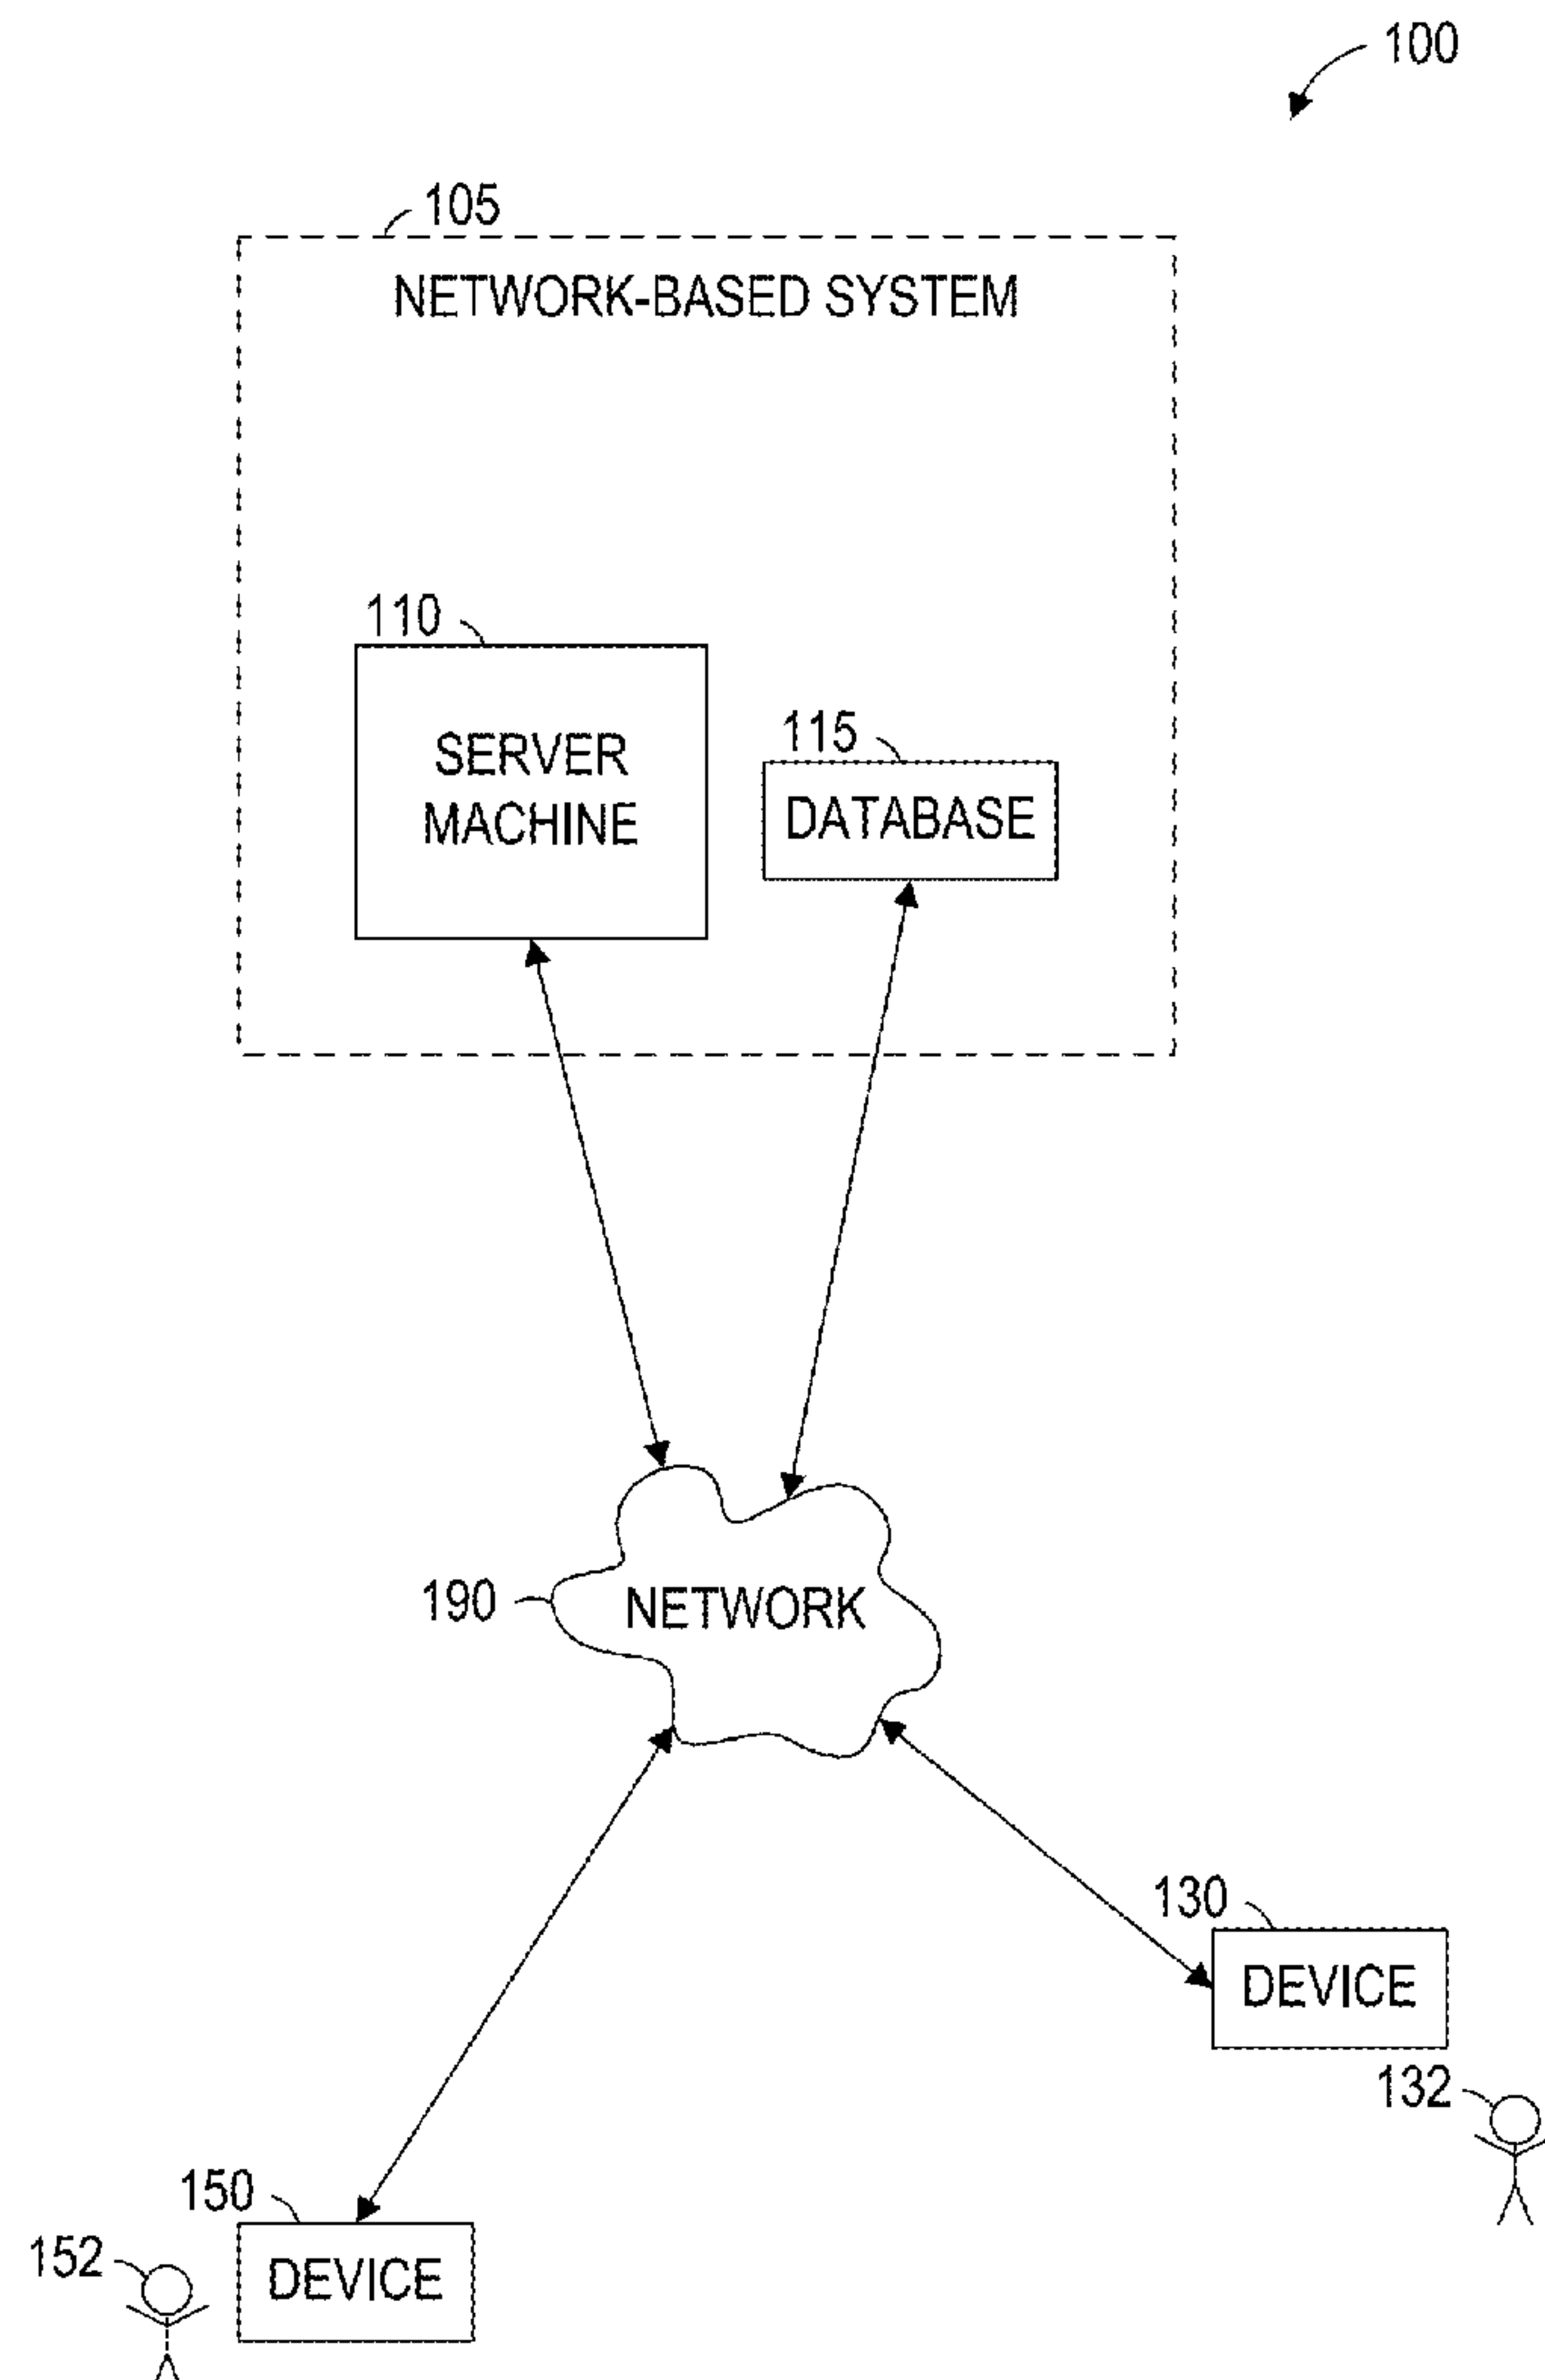 100
105
NETWORK-BASED SYSTEM
110
SERVER
MACHINE
115
DATABASE
190
NETWORK
130
DEVICE
132
150
DEVICE
152